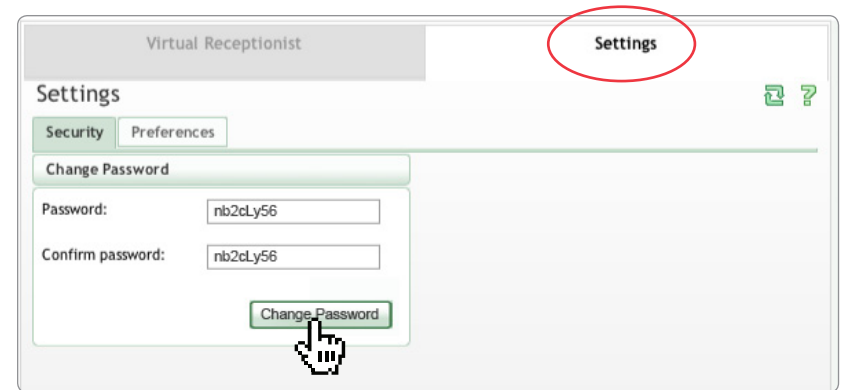 Virtual Receptionist
Settings
Settings
Security
Preferences
Change Password
Password:
nb2cLy56
Confirm password:
nb2cLy56
Change Password